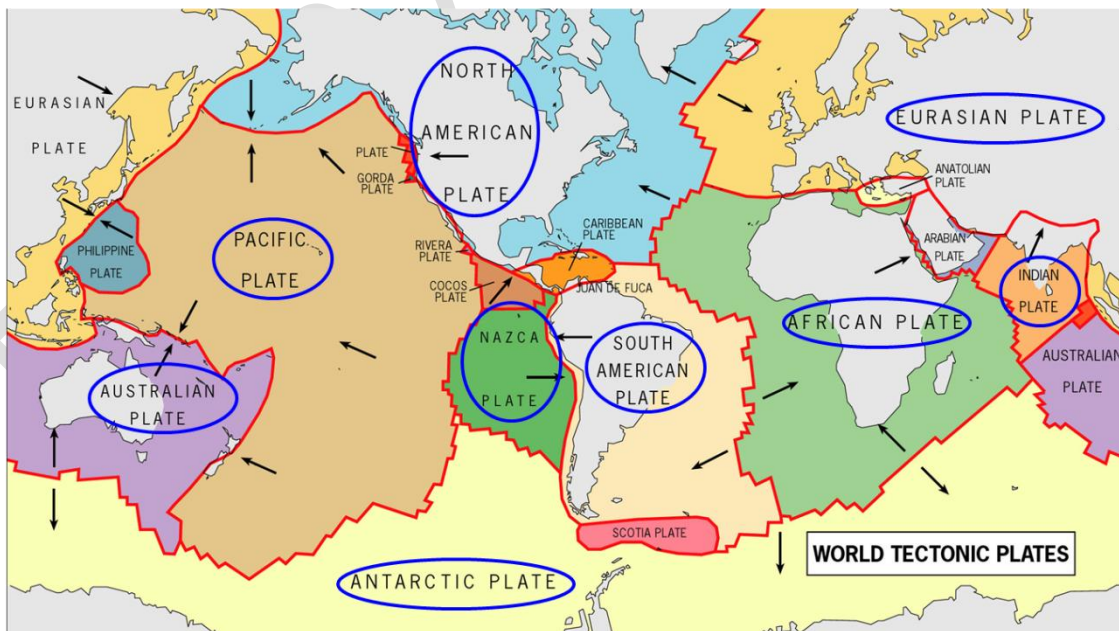 NORTH
AMERICAN
PLATE
EURASIAN
PLATE
EURASIAN PLATE
PLATE
GORDA
PLATE
ANATOLIAN
PLATE
CARIBBEAN
PLATE
PHILIPPINE
PLATE
PACIFIC
PLATE
RIVERA
PLATE
COCOS
PLATE
JUAN DE FUCA
ARABIAN
PLATE
INDIAN
PLATE
NAZCA
PLATE
SOUTH
AMERICAN
PLATE
AFRICAN PLATE
AUSTRALIAN
PLATE
AUSTRALIAN
PLATE
SCOTIA PLATE
ANTARCTIC PLATE
WORLD TECTONIC PLATES